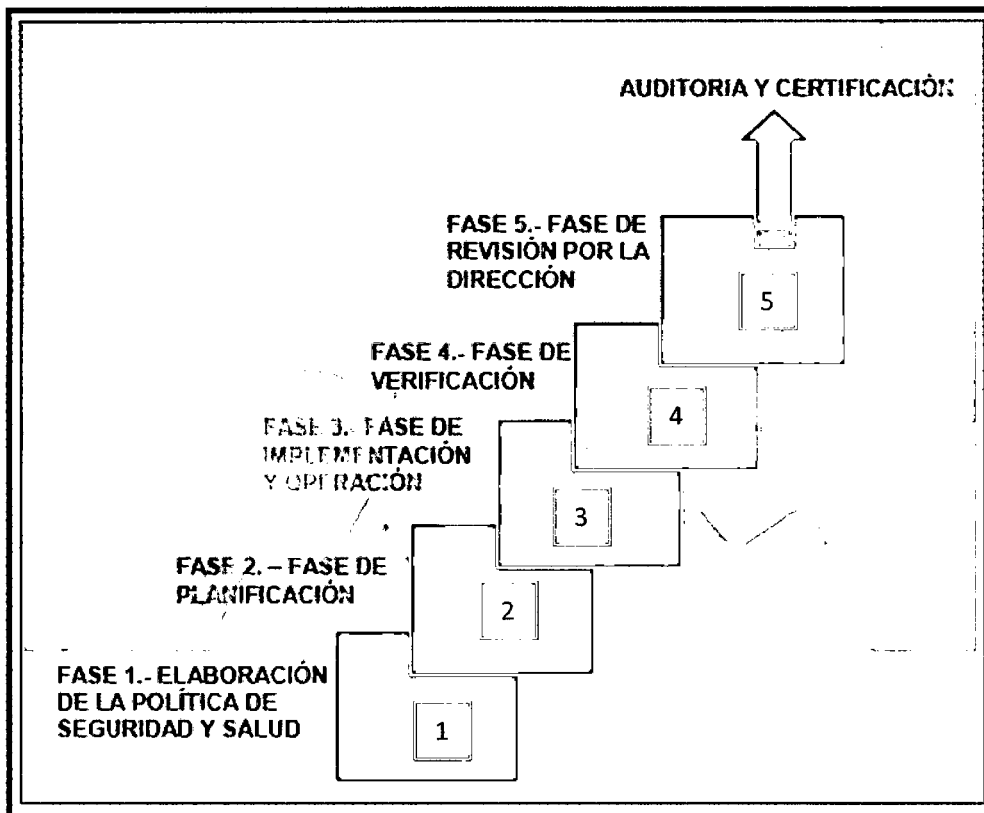 AUDITORIA Y CERTIFICACIÓN
FASE 5.- FASE DE
REVISIÓN POR LA
DIRECCIÓN
5
FASE 4.- FASE DE
VERIFICACIÓN
4
FASE 3.- FASE DE
IMPLEMENTACIÓN
Y OPERACIÓN
3
FASE 2. – FASE DE
PLANIFICACIÓN
2
FASE 1.- ELABORACIÓN
DE LA POLÍTICA DE
SEGURIDAD Y SALUD
1